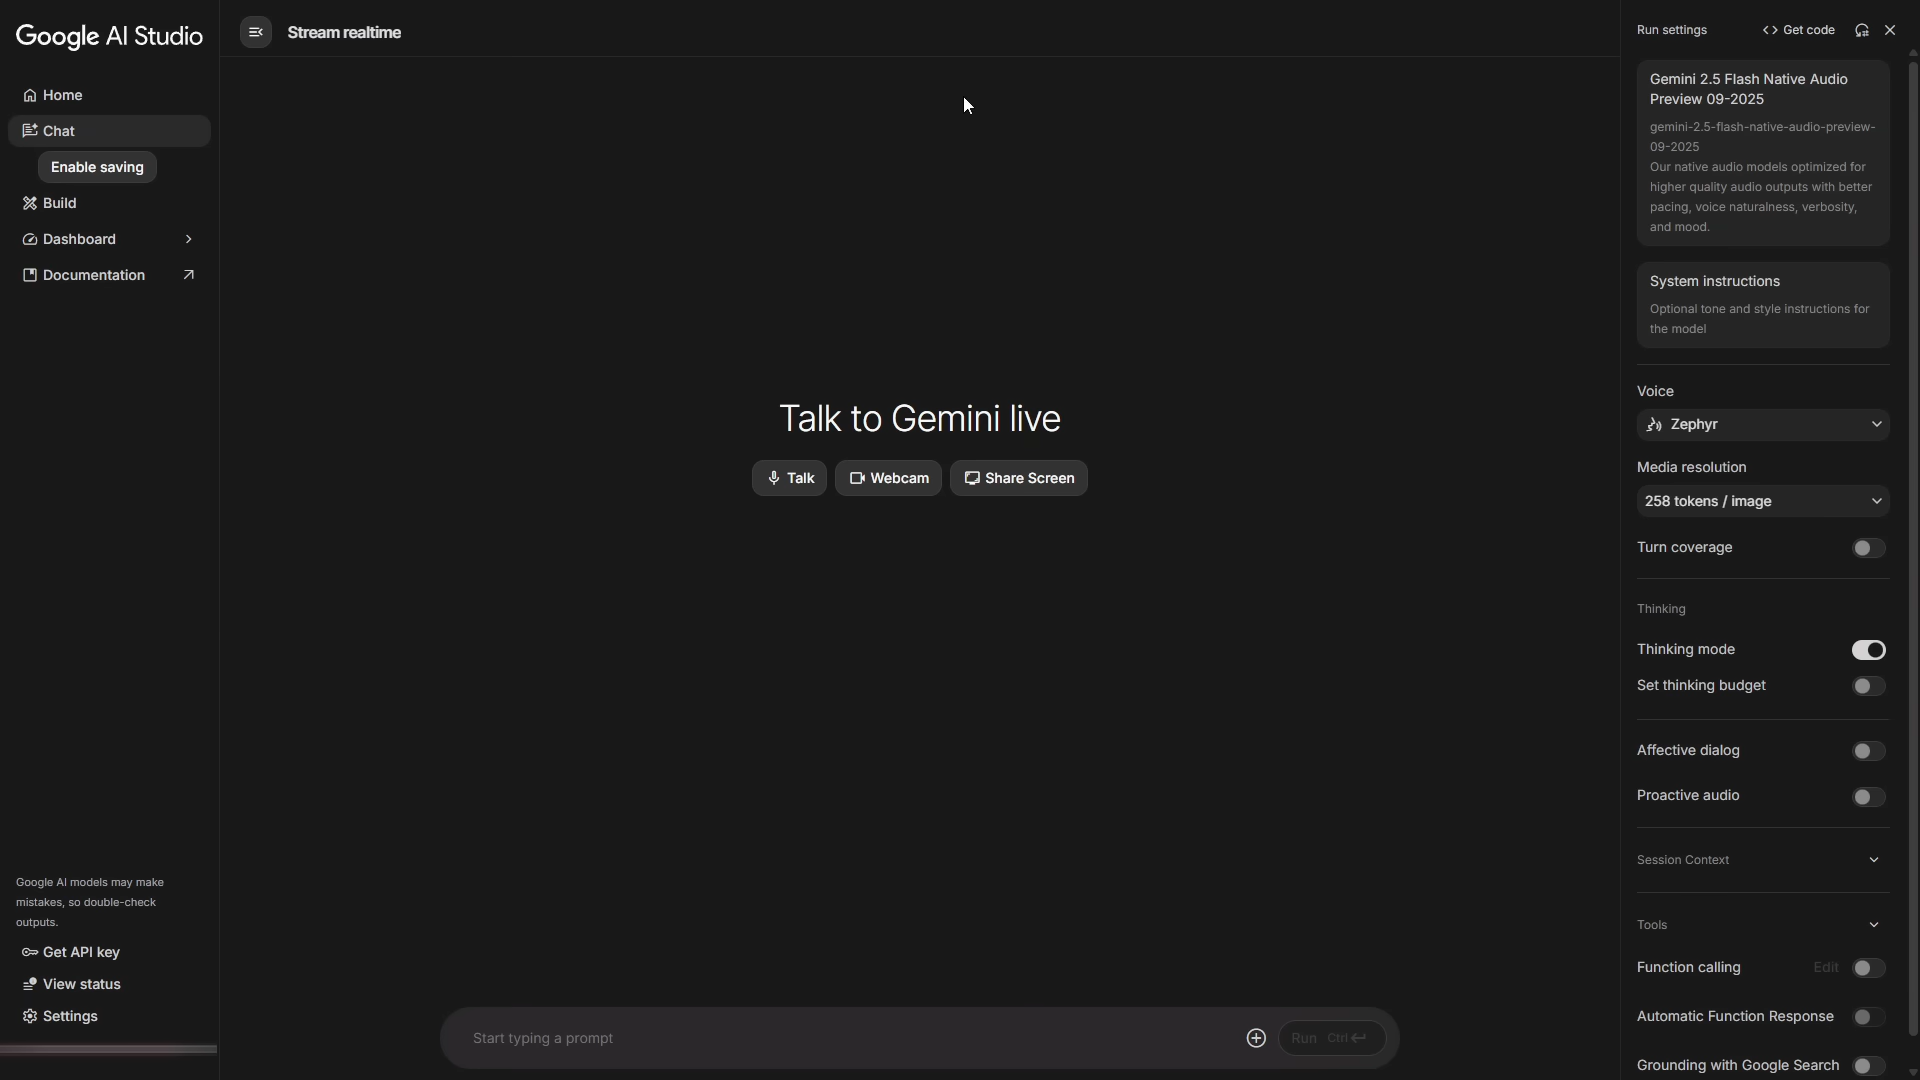 Google AI Studio
Home
Chat
Enable saving
Build
Dashboard
Documentation
Google AI models may make
mistakes, so double-check
outputs.
Get API key
View status
Settings
Stream realtime
Talk to Gemini live
Talk
Webcam
Share Screen
Start typing a prompt
Run Ctrl
Run settings
Get code
Gemini 2.5 Flash Native Audio
Preview 09-2025
gemini-2.5-flash-native-audio-preview-
09-2025
Our native audio models optimized for
higher quality audio outputs with better
pacing, voice naturalness, verbosity,
and mood.
System instructions
Optional tone and style instructions for
the model
Voice
Zephyr
Media resolution
258 tokens / image
Turn coverage
Thinking
Thinking mode
Set thinking budget
Affective dialog
Proactive audio
Session Context
Tools
Function calling Edit
Automatic Function Response
Grounding with Google Search